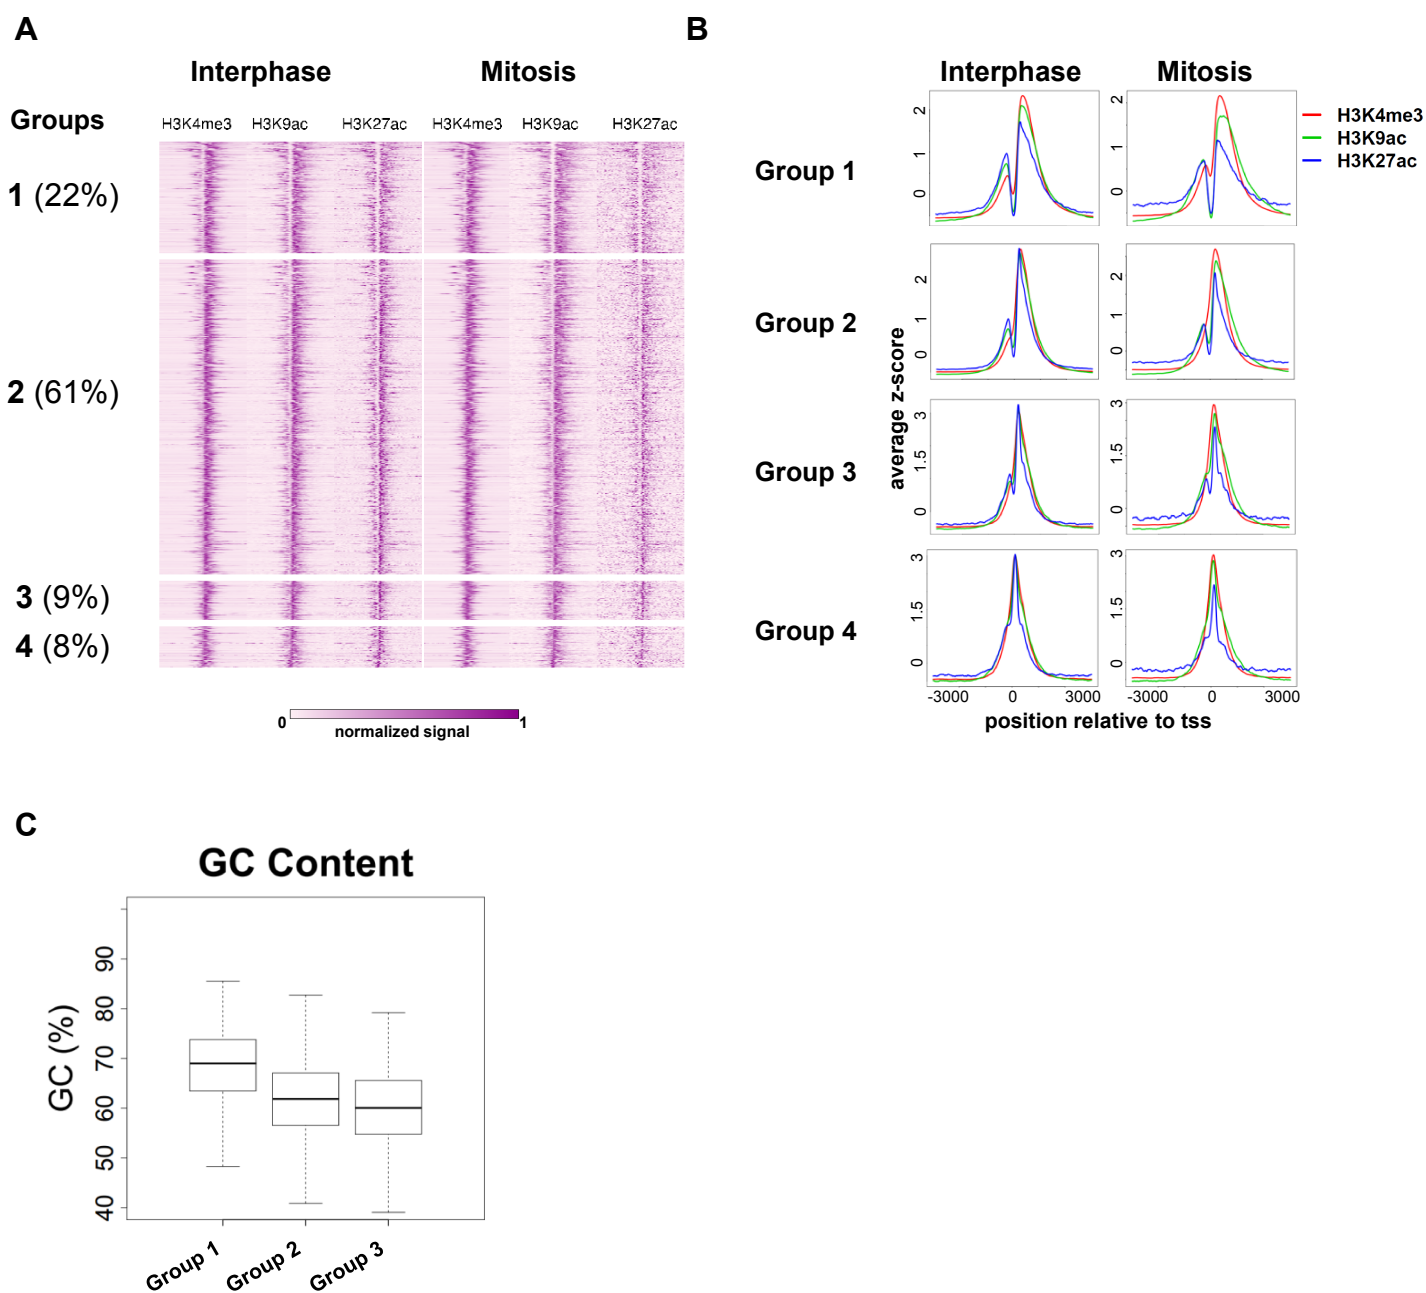 A
Interphase Mitosis
Groups
H3K4me3 H3K9ac H3K27ac H3K4me3 H3K9ac H3K27ac
1 (22%)
2 (61%)
3 (9%)
4 (8%)
0 1
normalized signal
B
Interphase Mitosis
H3K4me3
H3K9ac
H3K27ac
Group 1
2 1 0
2 1 0
Group 2
2 1 0
2 1 0
Group 3
3 1.5 0
3 1.5 0
Group 4
3 1.5 0
3 1.5 0
average z-score
-3000 0 3000 -3000 0 3000
position relative to tss
C
GC Content
GC (%)
90
80
70
60
50
40
Group 1 Group 2 Group 3